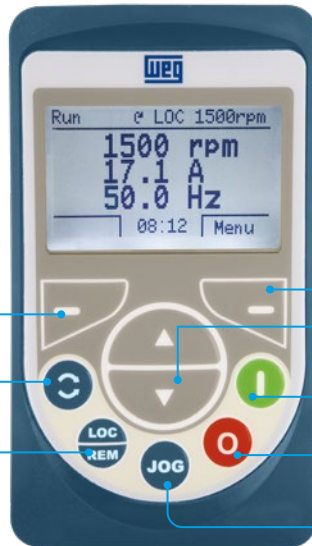 weg
Run LOC 1500rpm
1500 rpm
17.1 A
50.0 Hz
08:12 Menu
LOC
REM
JOG